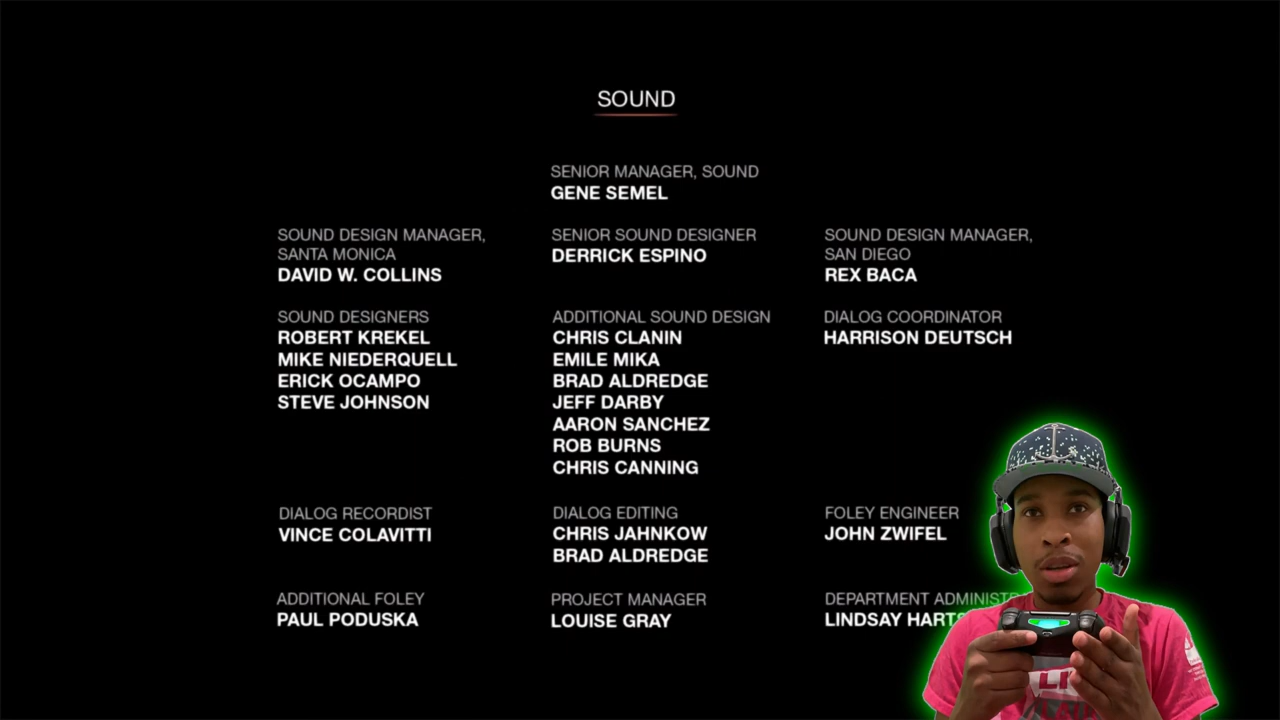 SOUND
SENIOR MANAGER, SOUND
GENE SEMEL
SOUND DESIGN MANAGER,
SANTA MONICA
DAVID W. COLLINS
SENIOR SOUND DESIGNER
DERRICK ESPINO
SOUND DESIGN MANAGER,
SAN DIEGO
REX BACA
SOUND DESIGNERS
ROBERT KREKEL
MIKE NIEDERQUELL
ERICK OCAMPO
STEVE JOHNSON
ADDITIONAL SOUND DESIGN
CHRIS CLANIN
EMILE MIKA
BRAD ALDREDGE
JEFF DARBY
AARON SANCHEZ
ROB BURNS
CHRIS CANNING
DIALOG COORDINATOR
HARRISON DEUTSCH
DIALOG RECORDIST
VINCE COLAVITTI
DIALOG EDITING
CHRIS JAHNKOW
BRAD ALDREDGE
FOLEY ENGINEER
JOHN ZWIFEL
ADDITIONAL FOLEY
PAUL PODUSKA
PROJECT MANAGER
LOUISE GRAY
DEPARTMENT
LINDSAY